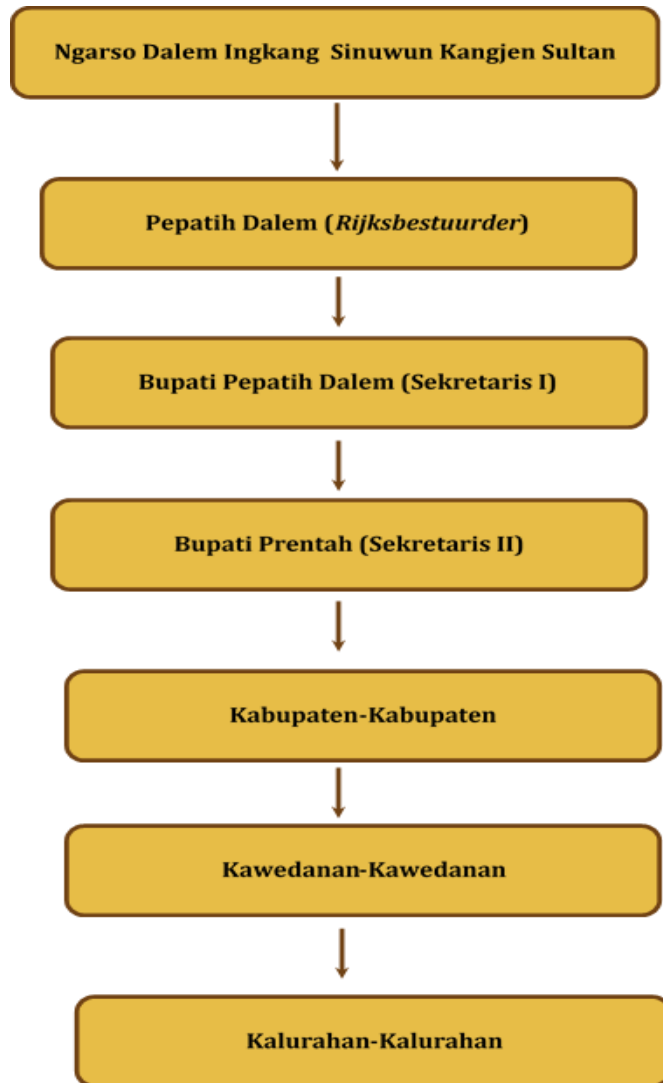 Ngarso Dalem Ingkang Sinuwun Kangjen Sultan
Pepatih Dalem (Rijksbestuurder)
Bupati Pepatih Dalem (Sekretaris I)
Bupati Prentah (Sekretaris II)
Kabupaten-Kabupaten
Kawedanan-Kawedanan
Kalurahan-Kalurahan